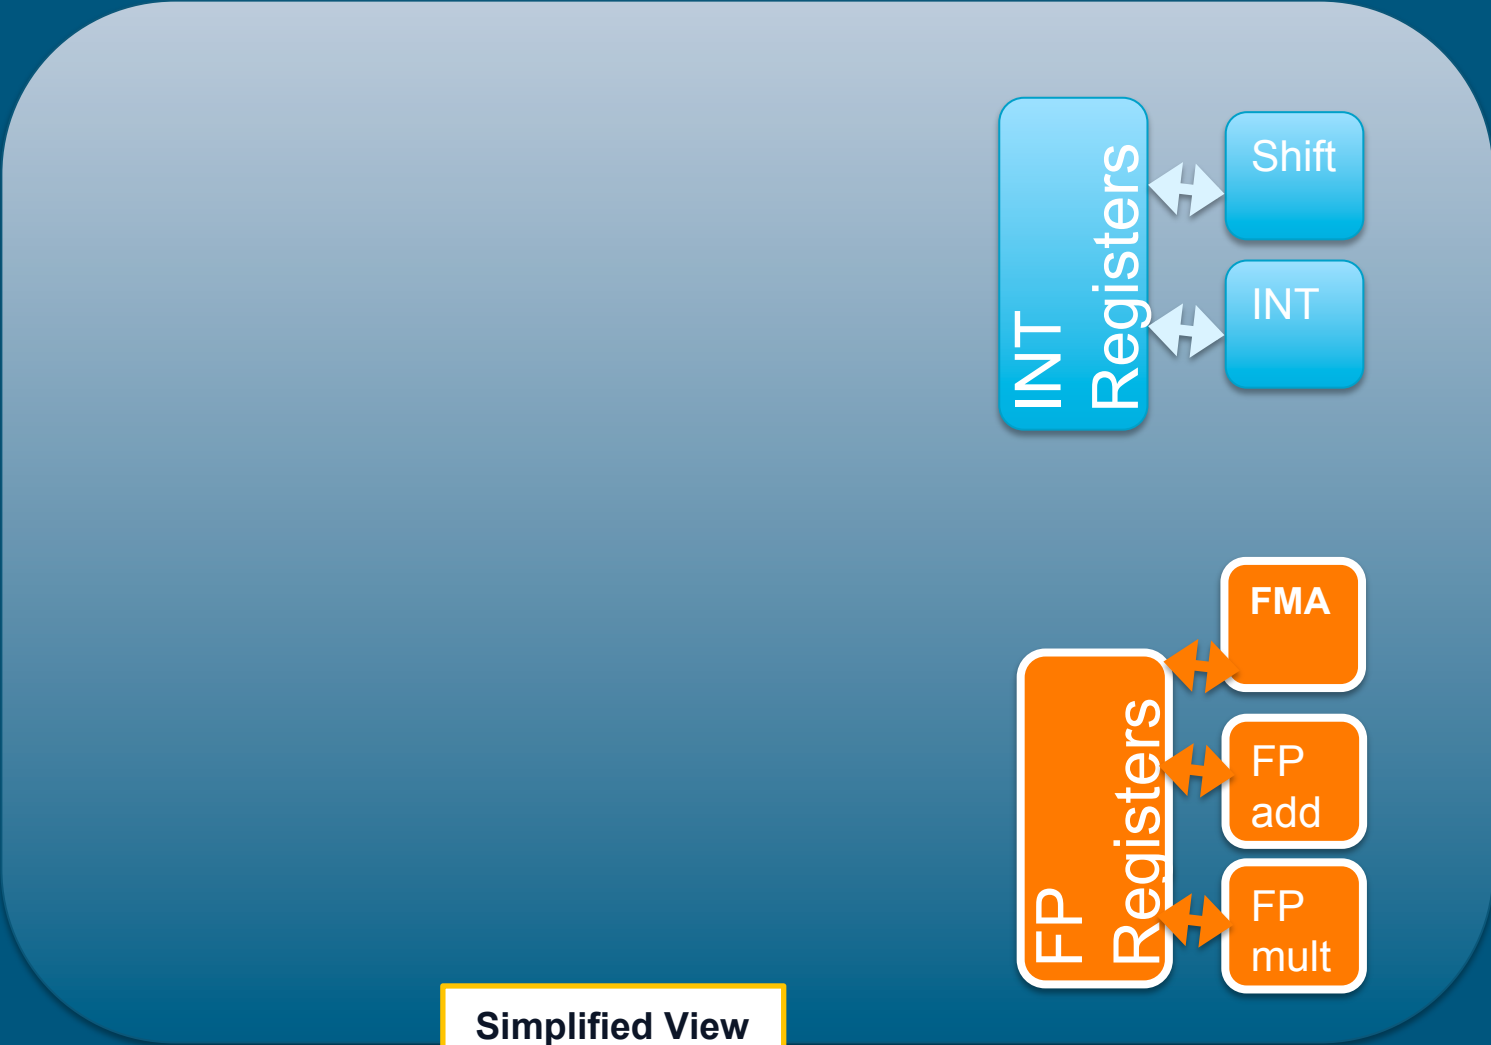 INT
Registers
Shift
INT
FP
Registers
FMA
FP
add
FP
mult
Simplified View